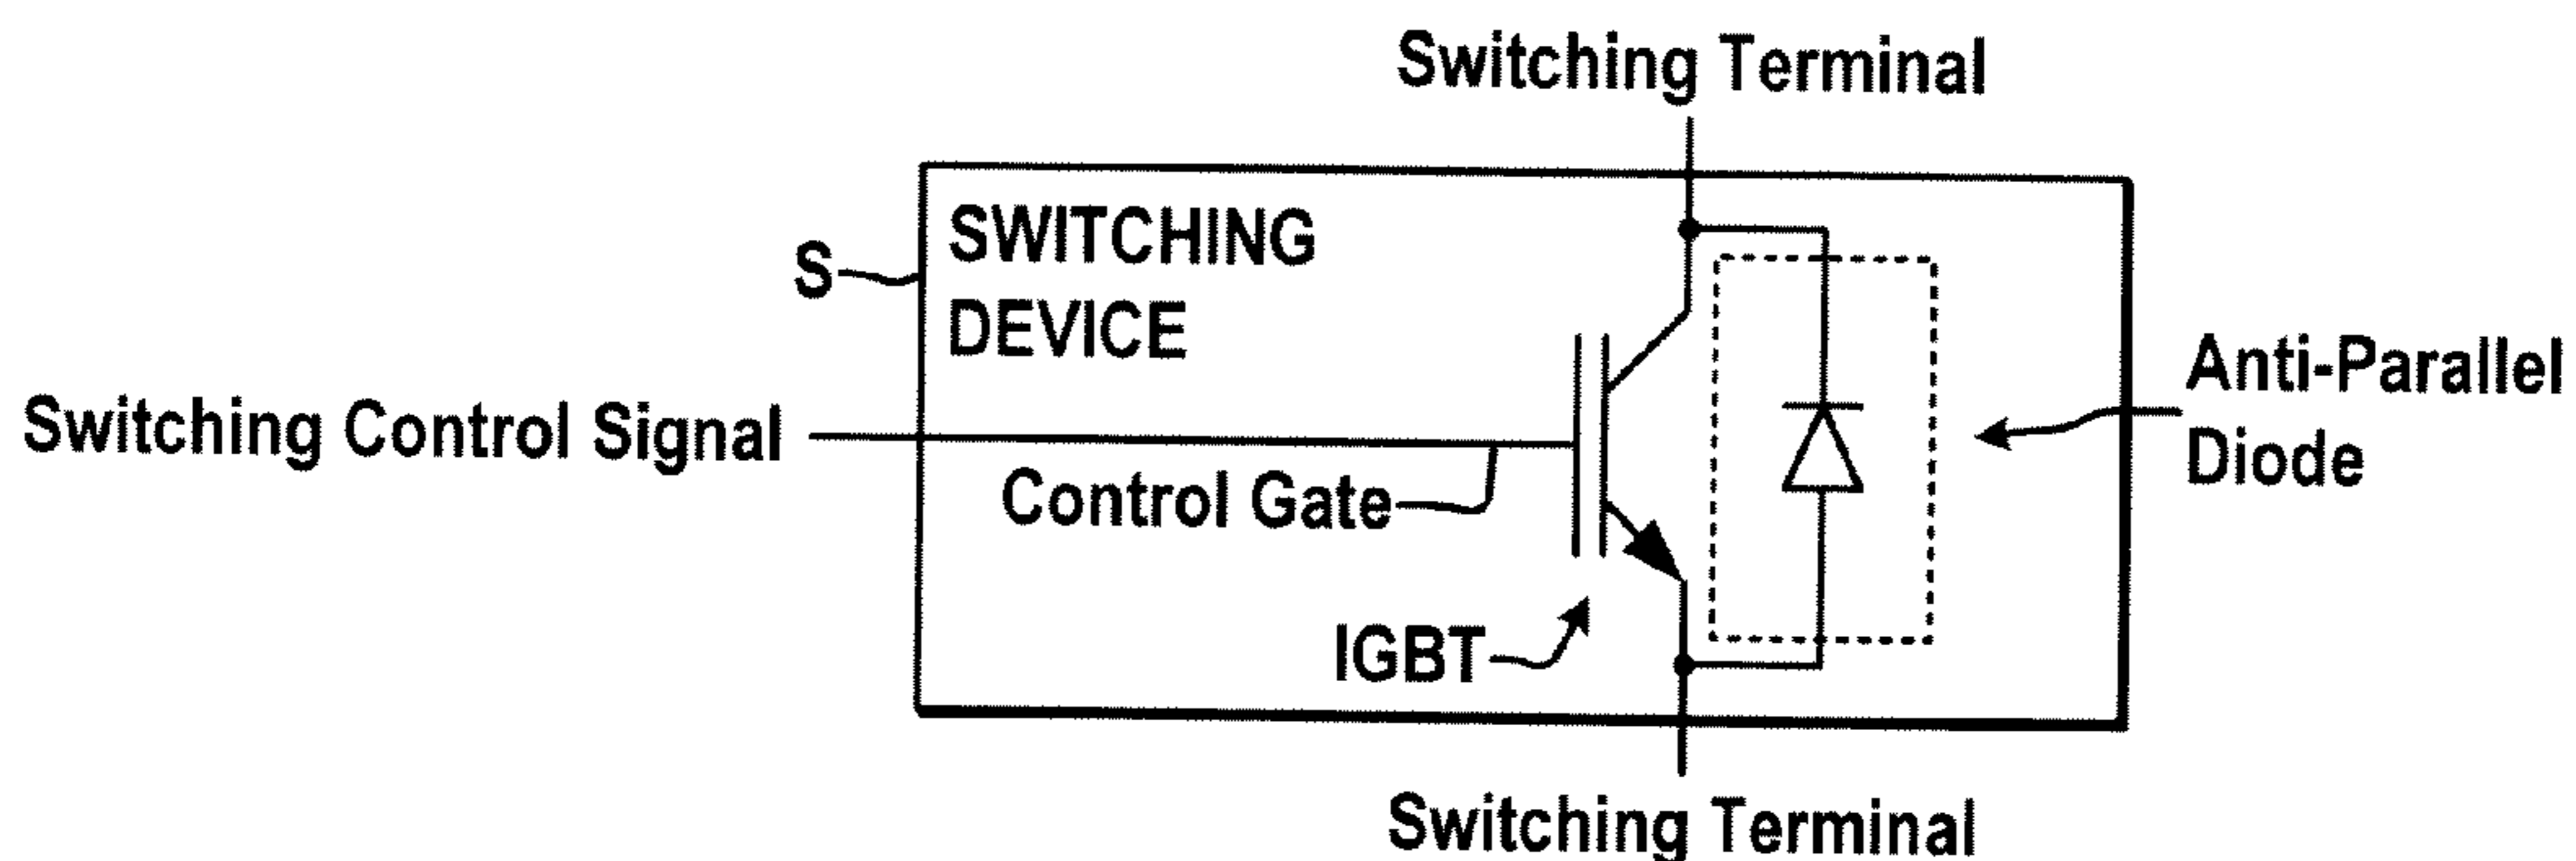 Switching Terminal
SWITCHING
DEVICE
S
Switching Control Signal
Control Gate
IGBT
Anti-Parallel
Diode
Switching Terminal